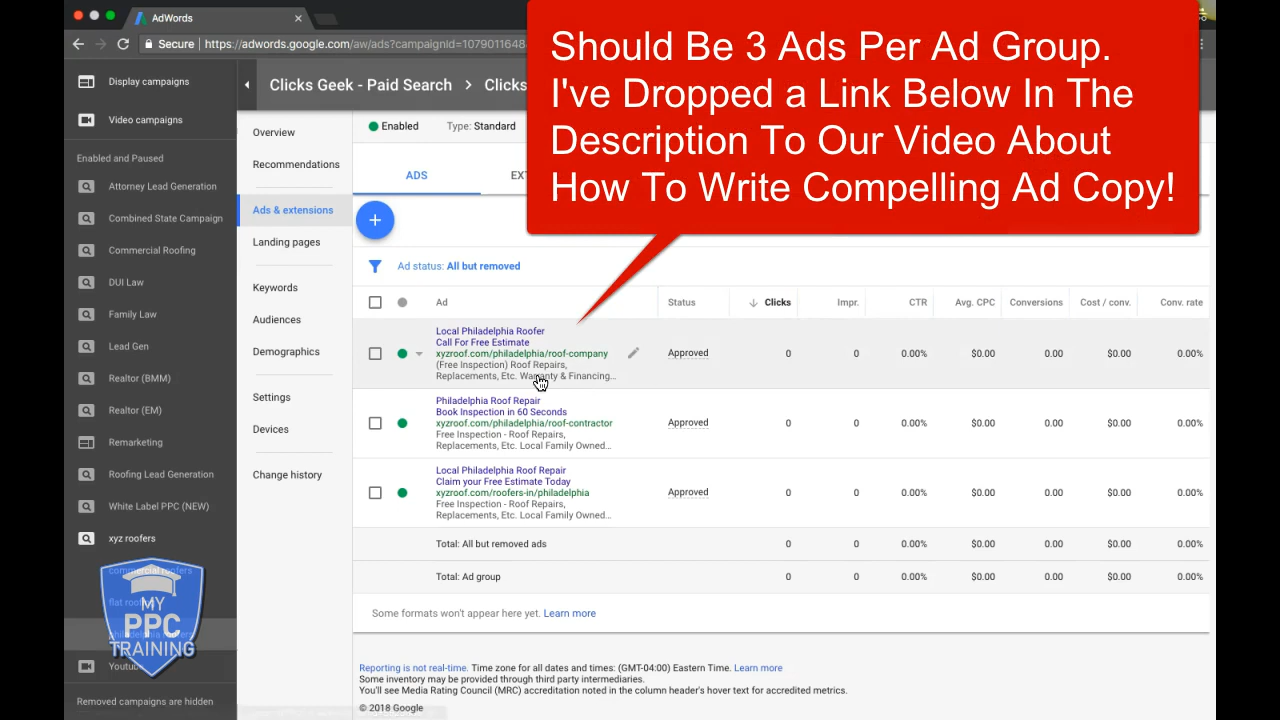 AdWords
Secure https://adwords.google.com/aw/ads?campaignId=1079011648
Should Be 3 Ads Per Ad Group.
I've Dropped a Link Below In The
Description To Our Video About
How To Write Compelling Ad Copy!
Display campaigns
Video campaigns
Enabled and Paused
Attorney Lead Generation
Combined State Campaign
Commercial Roofing
DUI Law
Family Law
Lead Gen
Realtor (BMM)
Realtor (EM)
Remarketing
Roofing Lead Generation
White Label PPC (NEW)
xyz roofers
commercial roofers
flat
philadelphia
Removed campaigns are hidden
MY
PPC
TRAINING
Clicks Geek - Paid Search > Clicks
Overview
Recommendations
Ads & extensions
Landing pages
Keywords
Audiences
Demographics
Settings
Devices
Change history
Enabled Type: Standard
ADS
+
Ad status: All but removed
Ad Status Clicks Impr. CTR Avg. CPC Conversions Cost / conv. Conv. rate
Local Philadelphia Roofer
Call For Free Estimate
xyzroof.com/philadelphia/roof-company
(Free Inspection) Roof Repairs,
Replacements, Etc. Warranty & Financing...
Approved 0 0 0.00% $0.00 0.00 $0.00 0.00%
Philadelphia Roof Repair
Book Inspection in 60 Seconds
xyzroof.com/philadelphia/roof-contractor
Free Inspection - Roof Repairs,
Replacements, Etc. Local Family Owned...
Approved 0 0 0.00% $0.00 0.00 $0.00 0.00%
Local Philadelphia Roof Repair
Claim your Free Estimate Today
xyzroof.com/roofers-in/philadelphia
Free Inspection - Roof Repairs,
Replacements, Etc. Local Family Owned...
Approved 0 0 0.00% $0.00 0.00 $0.00 0.00%
Total: All but removed ads 0 0 0.00% $0.00 0.00 $0.00 0.00%
Total: Ad group 0 0 0.00% $0.00 0.00 $0.00 0.00%
Some formats won't appear here yet. Learn more
Reporting is not real-time. Time zone for all dates and times: (GMT-04:00) Eastern Time. Learn more
Some inventory may be provided through third party intermediaries.
You'll see Media Rating Council (MRC) accreditation noted in the column header's hover text for accredited metrics.
© 2018 Google